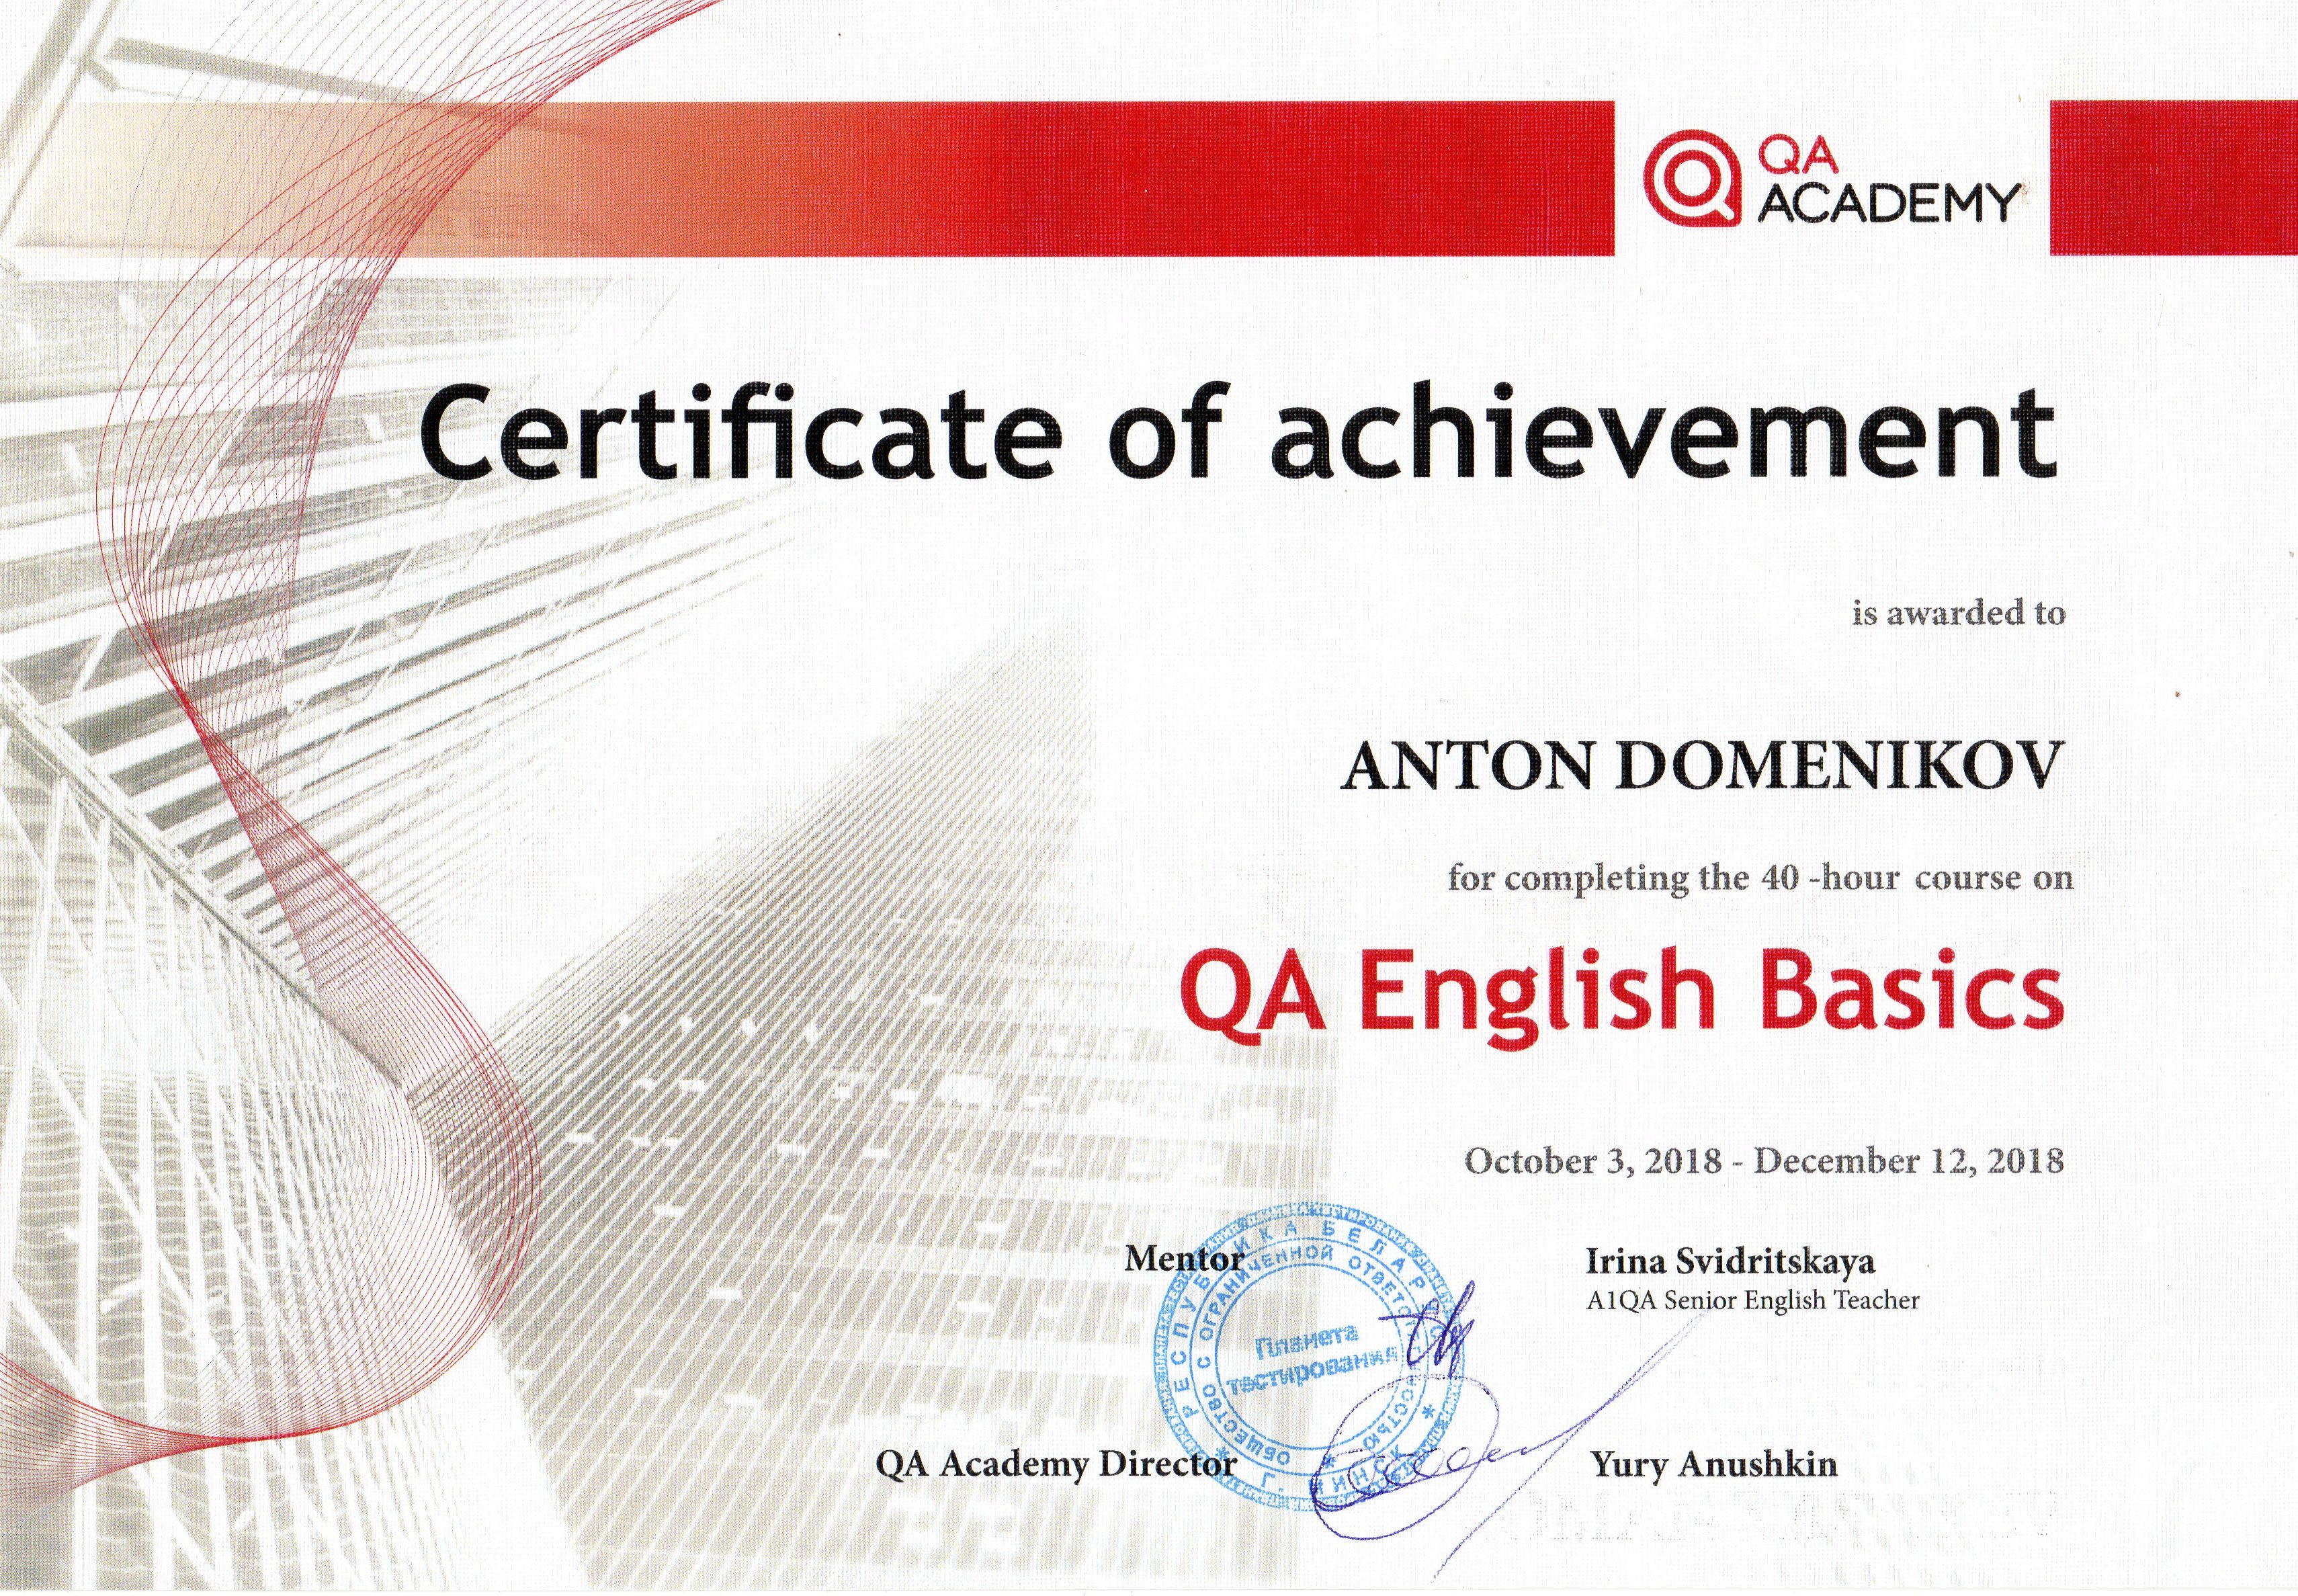 QA
ACADEMY
Certificate of achievement
is awarded to
ANTON DOMENIKOV
for completing the 40 -hour course on
QA English Basics
October 3, 2018 - December 12, 2018
Mentor
Irina Svidritskaya
A1QA Senior English Teacher
РЕСПУБЛИКА БЕЛАРУСЬ
ОБЩЕСТВО С ОГРАНИЧЕННОЙ ОТВЕТСТВЕННОСТЬЮ
Планета
тестирования
Г. МИНСК
QA Academy Director
Yury Anushkin